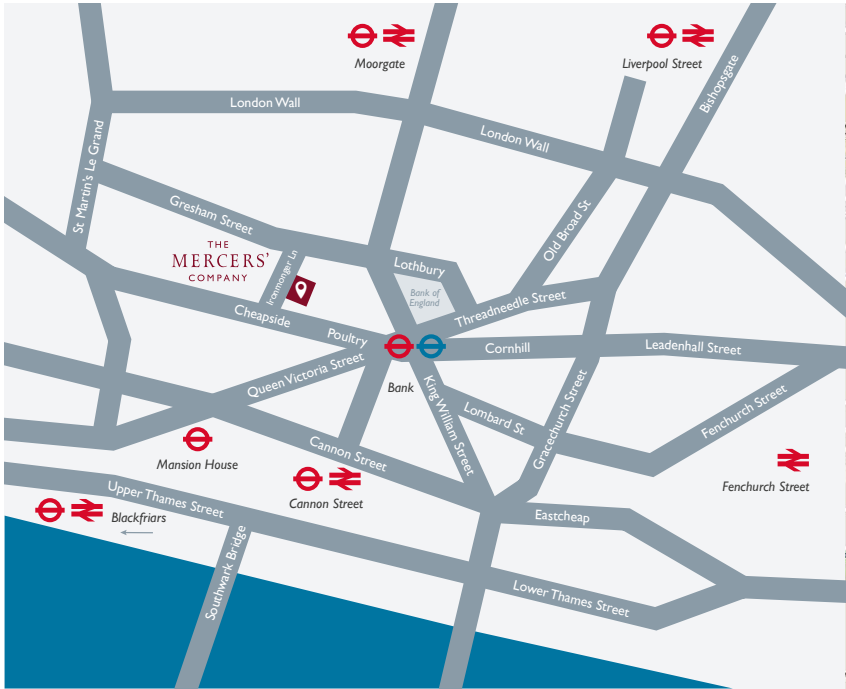 Moorgate
Liverpool Street
Bishopsgate
London Wall
London Wall
St Martin's Le Grand
Gresham Street
Old Broad St
THE
MERCERS'
COMPANY
Ironmonger Ln
Lothbury
Bank of
England
Threadneedle Street
Cheapside
Poultry
Cornhill
Leadenhall Street
Queen Victoria Street
Bank
King William Street
Lombard St
Gracechurch Street
Fenchurch Street
Mansion House
Cannon Street
Cannon Street
Fenchurch Street
Upper Thames Street
Blackfriars
Eastcheap
Southwark Bridge
Lower Thames Street